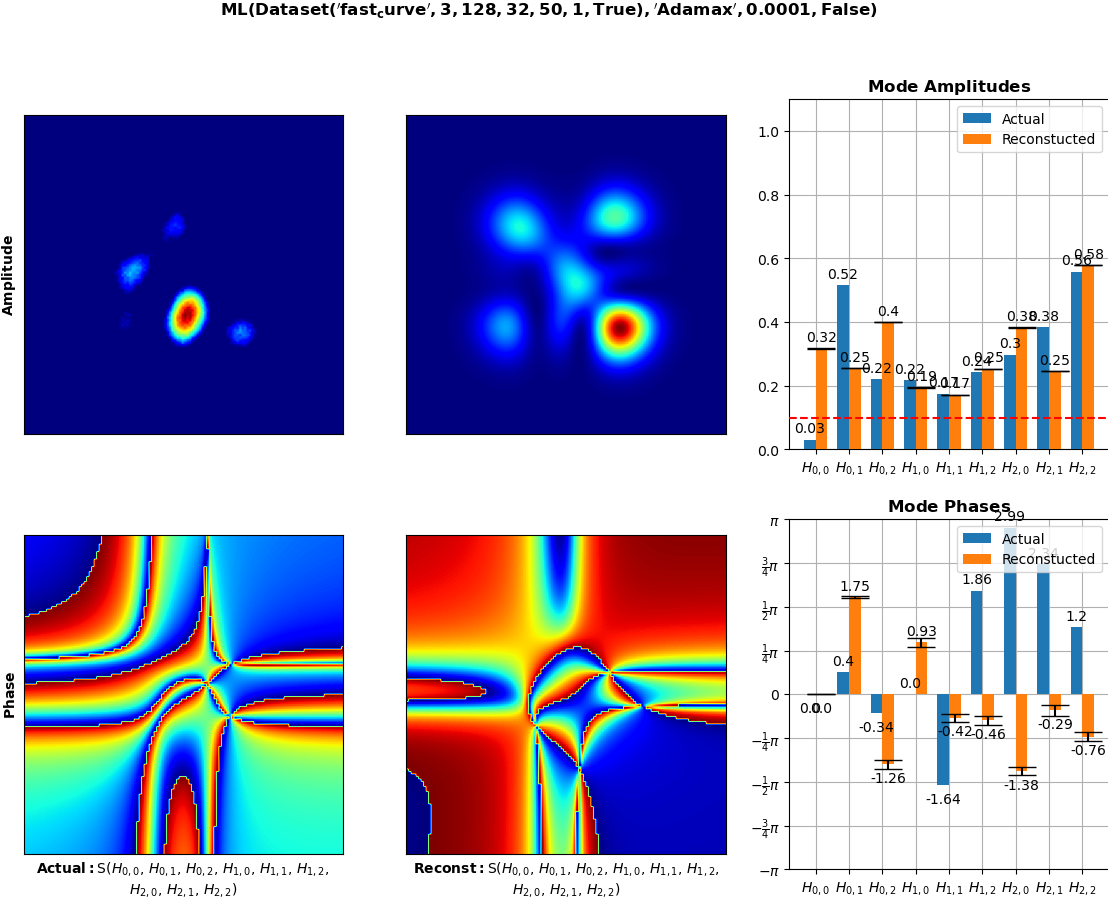 ML(Dataset('fast_curve', 3, 128, 32, 50, 1, True), 'Adamax', 0.0001, False)
Amplitude
Mode Amplitudes
Actual
Reconstucted
1.0
0.8
0.6
0.4
0.2
0.0
0.03
0.32
0.52
0.25
0.22
0.4
0.22
0.19
0.17
0.17
0.24
0.25
0.3
0.38
0.38
0.25
0.56
0.58
H0,0 H0,1 H0,2 H1,0 H1,1 H1,2 H2,0 H2,1 H2,2
Phase
Mode Phases
Actual
Reconstucted
π
3/4π
1/2π
1/4π
0
−1/4π
−1/2π
−3/4π
−π
0.0
0.0
0.4
1.75
-0.34
-1.26
0.0
0.93
-1.64
-0.42
1.86
-0.46
2.99
-1.38
2.34
-0.29
1.2
-0.76
H0,0 H0,1 H0,2 H1,0 H1,1 H1,2 H2,0 H2,1 H2,2
Actual: S(H0,0, H0,1, H0,2, H1,0, H1,1, H1,2,
H2,0, H2,1, H2,2)
Reconst: S(H0,0, H0,1, H0,2, H1,0, H1,1, H1,2,
H2,0, H2,1, H2,2)